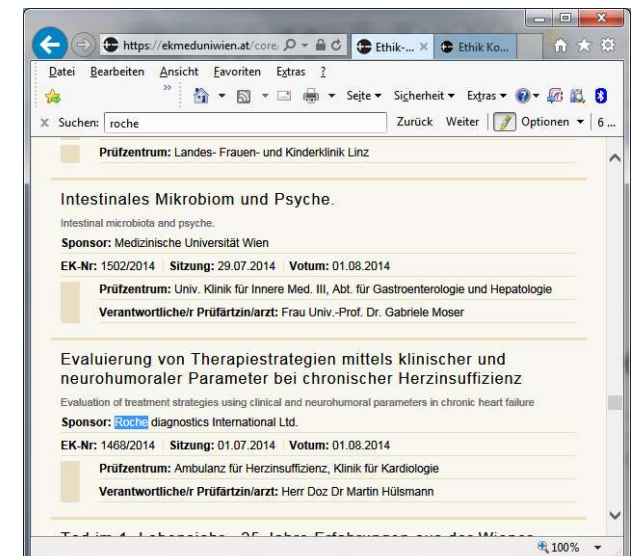 https://ekmeduniwien.at/core/
Ethik-...
Ethik Ko...
Datei Bearbeiten Ansicht Favoriten Extras ?
» Seite Sicherheit Extras
X Suchen: roche Zurück Weiter Optionen 6 ...
Prüfzentrum: Landes- Frauen- und Kinderklinik Linz
Intestinales Mikrobiom und Psyche.
Intestinal microbiota and psyche.
Sponsor: Medizinische Universität Wien
EK-Nr: 1502/2014 Sitzung: 29.07.2014 Votum: 01.08.2014
Prüfzentrum: Univ. Klinik für Innere Med. III, Abt. für Gastroenterologie und Hepatologie
Verantwortliche/r Prüfärtzin/arzt: Frau Univ.-Prof. Dr. Gabriele Moser
Evaluierung von Therapiestrategien mittels klinischer und
neurohumoraler Parameter bei chronischer Herzinsuffizienz
Evaluation of treatment strategies using clinical and neurohumoral parameters in chronic heart failure
Sponsor: Roche diagnostics International Ltd.
EK-Nr: 1468/2014 Sitzung: 01.07.2014 Votum: 01.08.2014
Prüfzentrum: Ambulanz für Herzinsuffizienz, Klinik für Kardiologie
Verantwortliche/r Prüfärtzin/arzt: Herr Doz Dr Martin Hülsmann
100%